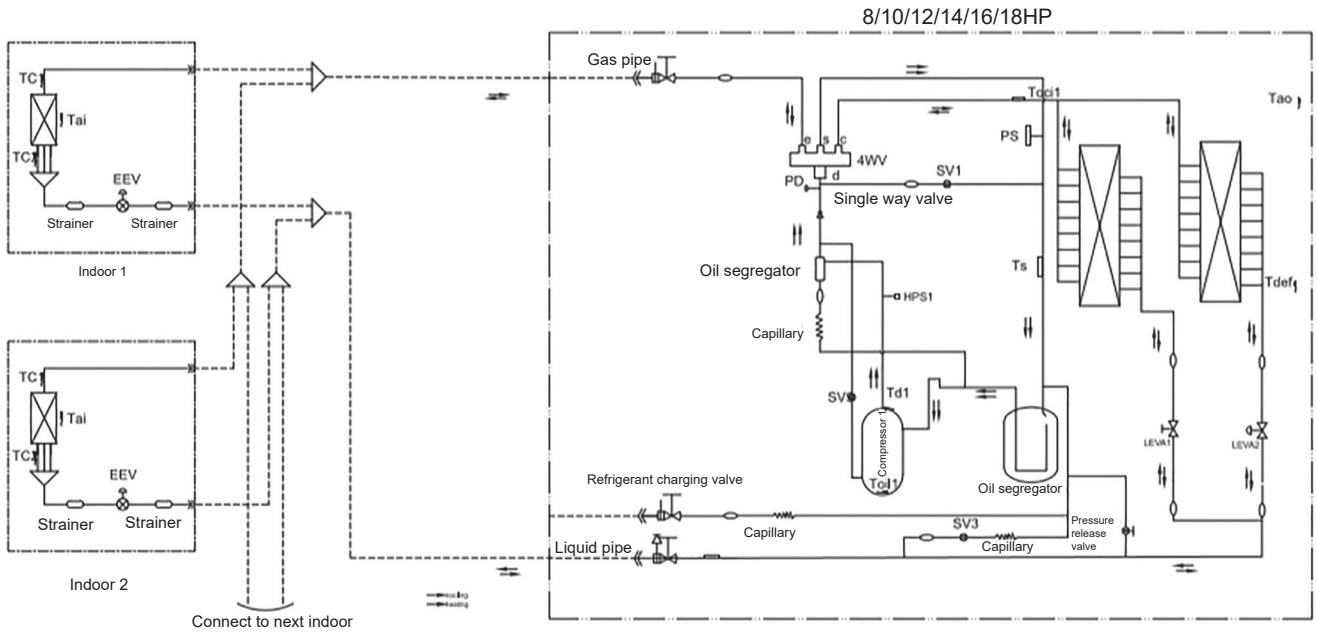 8/10/12/14/16/18HP
Gas pipe
TC1
Tai
TC2
EEV
Strainer
Strainer
Indoor 1
Toci1
Tao
PS
e
s
c
4WV
d
PD
SV1
Single way valve
Oil segregator
Ts
Tdef
HPS1
Capillary
TC1
Tai
TC2
EEV
Strainer
Strainer
Indoor 2
Td1
Compressor 1
Toil1
LEVA1
LEVA2
Oil segregator
Refrigerant charging valve
Capillary
SV3
Capillary
Pressure
release
valve
Liquid pipe
cooling
heating
Connect to next indoor